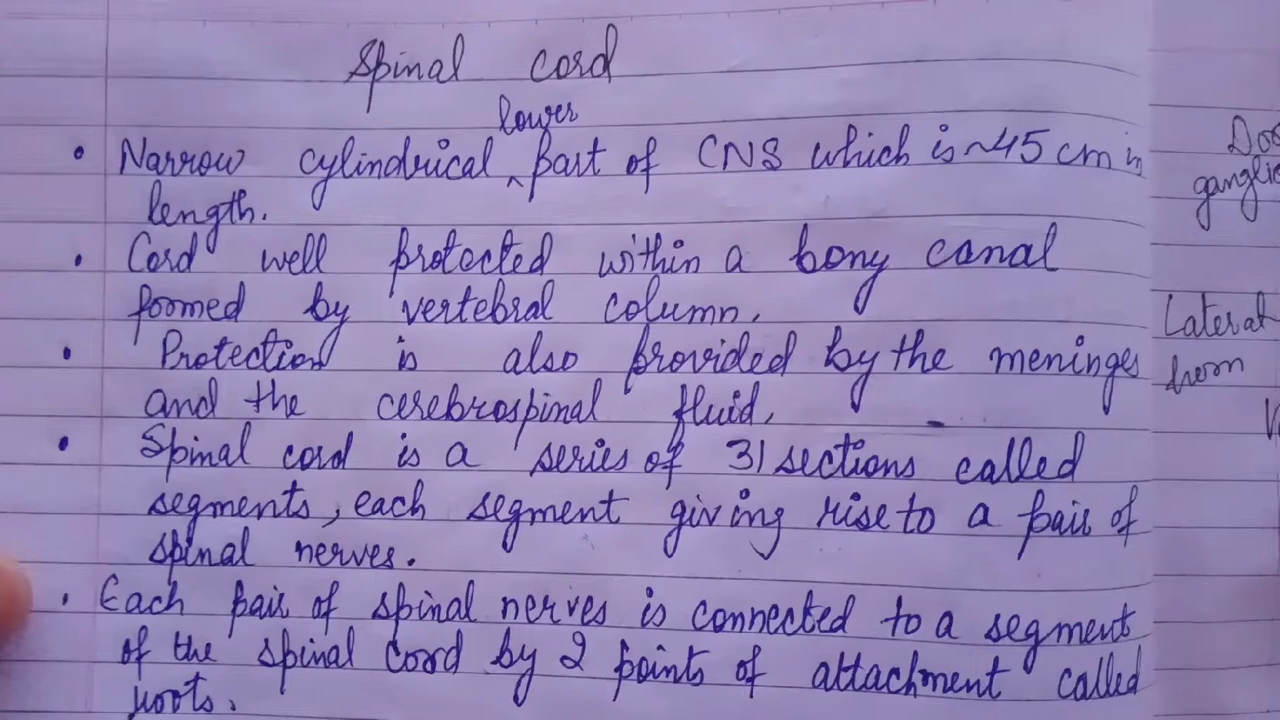 Spinal cord
lower
• Narrow cylindrical ^ part of CNS which is ~45 cm in
length.
• Cord well protected within a bony canal
formed by vertebral column.
• Protection is also provided by the meninges
and the cerebrospinal fluid.
• Spinal cord is a series of 31 sections called
segments, each segment giving rise to a pair of
spinal nerves.
• Each pair of spinal nerves is connected to a segment
of the spinal cord by 2 points of attachment called
roots.
ganglio
Lateral